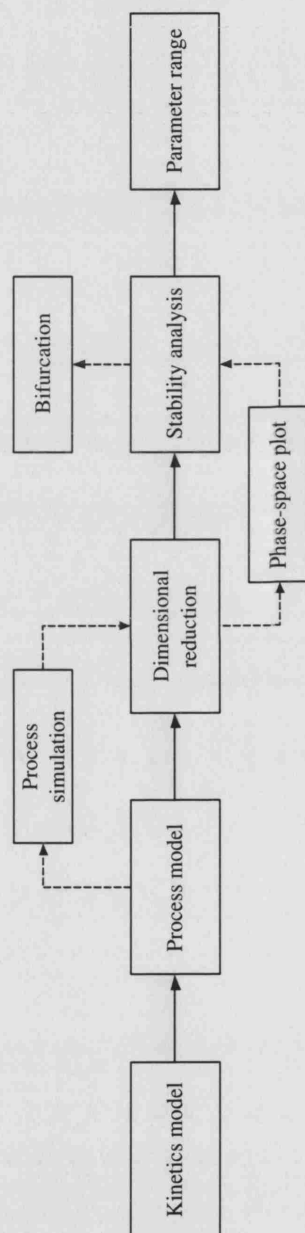 Kinetics model
Process model
Process
simulation
Dimensional
reduction
Phase-space plot
Stability analysis
Bifurcation
Parameter range